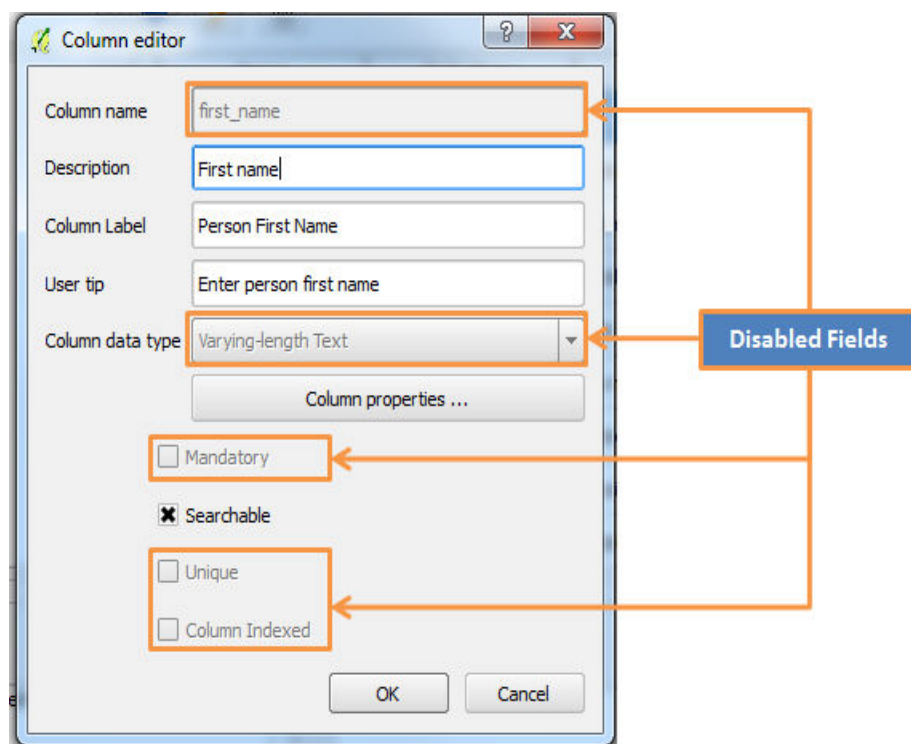 Column editor
Column name first_name
Description First name
Column Label Person First Name
User tip Enter person first name
Column data type Varying-length Text
Disabled Fields
Column properties ...
Mandatory
Searchable
Unique
Column Indexed
OK Cancel